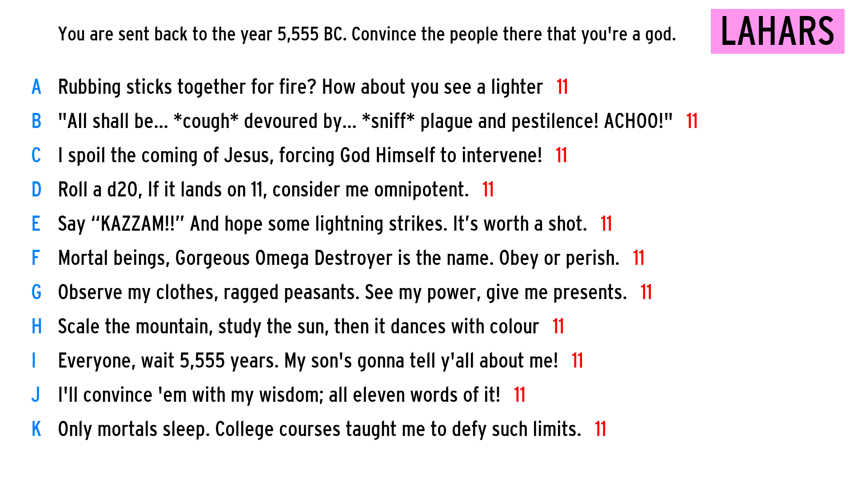 You are sent back to the year 5,555 BC. Convince the people there that you're a god.
LAHARS
A Rubbing sticks together for fire? How about you see a lighter 11
B "All shall be... *cough* devoured by... *sniff* plague and pestilence! ACHOO!" 11
C I spoil the coming of Jesus, forcing God Himself to intervene! 11
D Roll a d20, If it lands on 11, consider me omnipotent. 11
E Say “KAZZAM!!” And hope some lightning strikes. It’s worth a shot. 11
F Mortal beings, Gorgeous Omega Destroyer is the name. Obey or perish. 11
G Observe my clothes, ragged peasants. See my power, give me presents. 11
H Scale the mountain, study the sun, then it dances with colour 11
I Everyone, wait 5,555 years. My son's gonna tell y'all about me! 11
J I'll convince 'em with my wisdom; all eleven words of it! 11
K Only mortals sleep. College courses taught me to defy such limits. 11